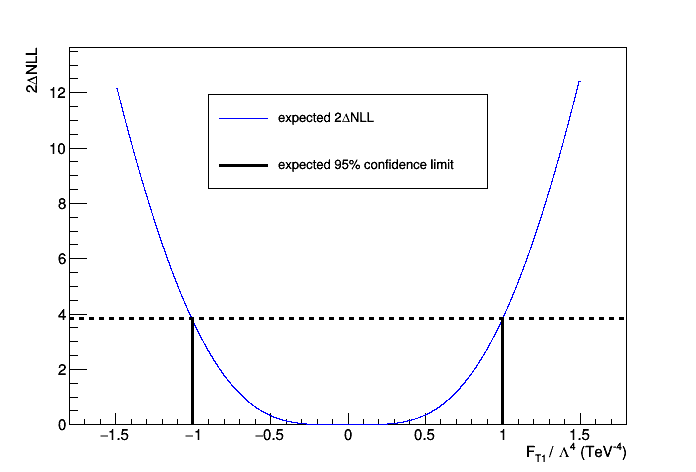 2ΔNLL
12
10
8
6
4
2
0
expected 2ΔNLL
expected 95% confidence limit
−1.5 −1 −0.5 0 0.5 1 1.5
F_T1 / Λ^4 (TeV^-4)